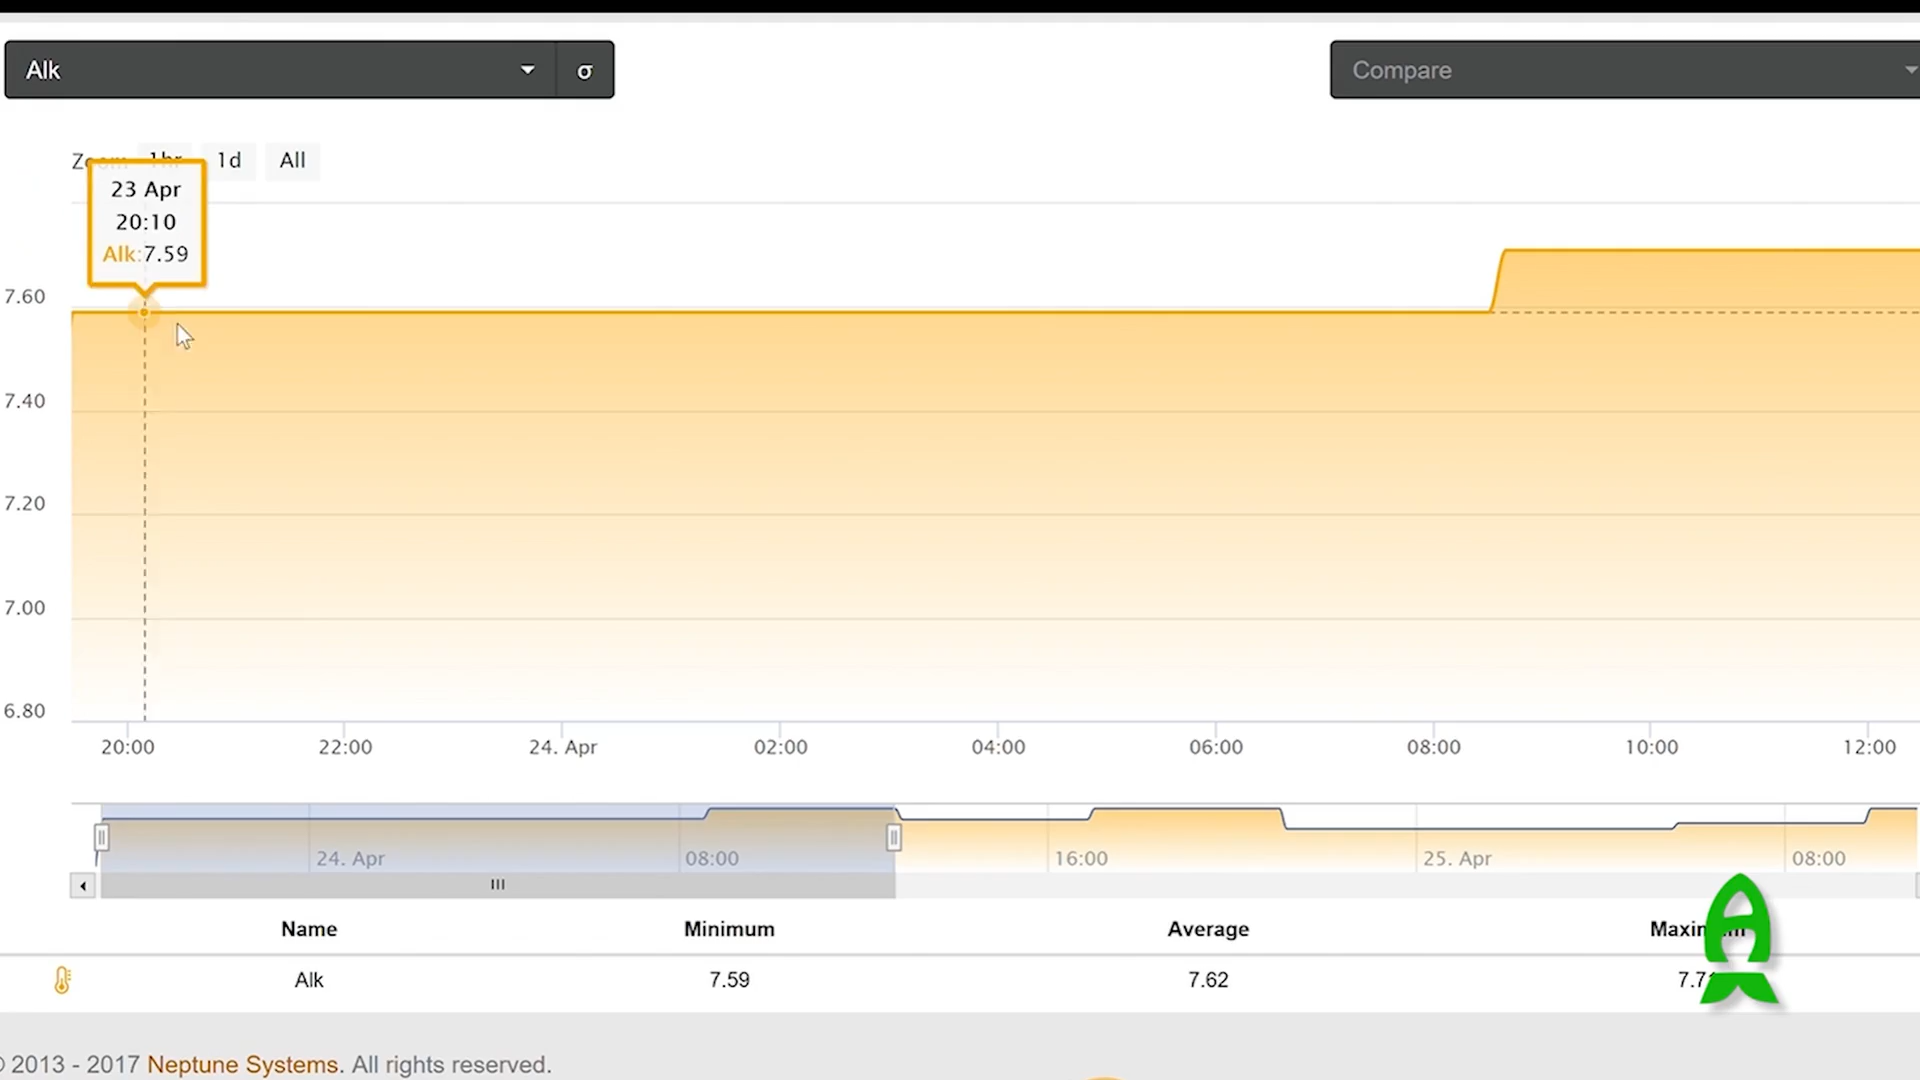 Alk
σ
Compare
1d
All
23 Apr
20:10
Alk:7.59
7.60
7.40
7.20
7.00
6.80
20:00 22:00 24. Apr 02:00 04:00 06:00 08:00 10:00 12:00
24. Apr 08:00 16:00 25. Apr 08:00
Name Minimum Average
Alk 7.59 7.62
2013 - 2017 Neptune Systems. All rights reserved.